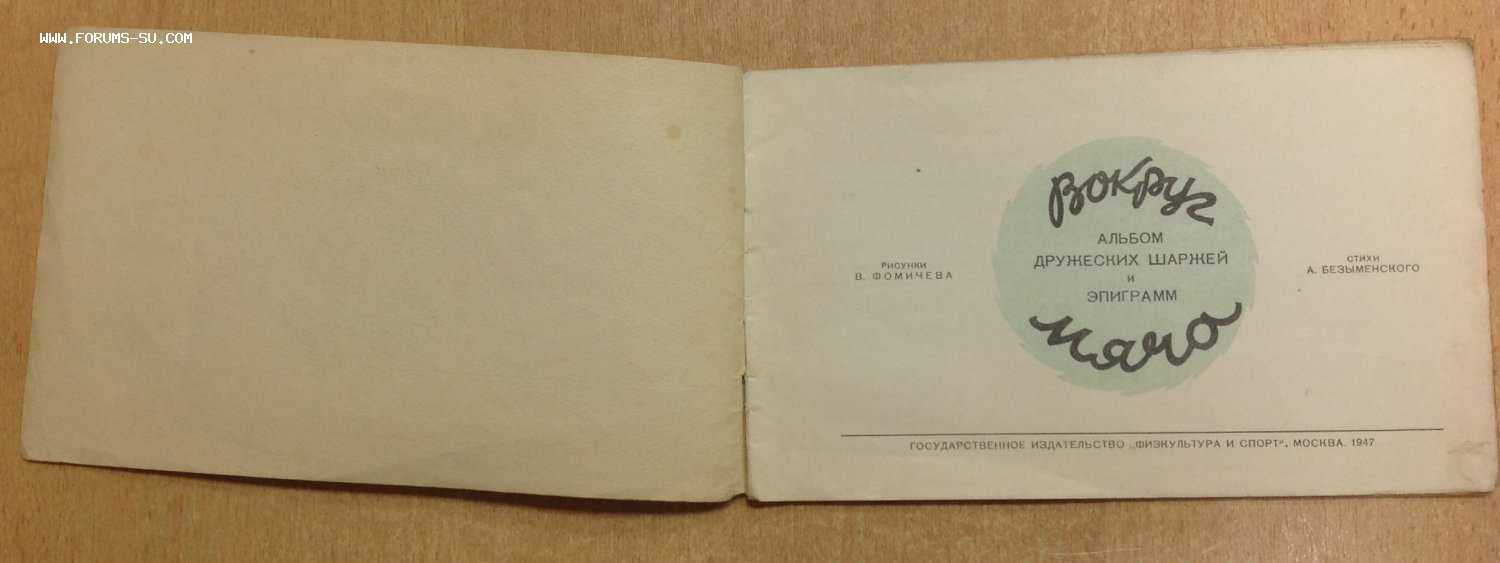 WWW.FORUMS-SU.COM
Вокруг
АЛЬБОМ
ДРУЖЕСКИХ ШАРЖЕЙ
И
ЭПИГРАММ
мяча
РИСУНКИ
В. ФОМИЧЕВА
СТИХИ
А. БЕЗЫМЕНСКОГО
ГОСУДАРСТВЕННОЕ ИЗДАТЕЛЬСТВО „ФИЗКУЛЬТУРА И СПОРТ“. МОСКВА. 1947